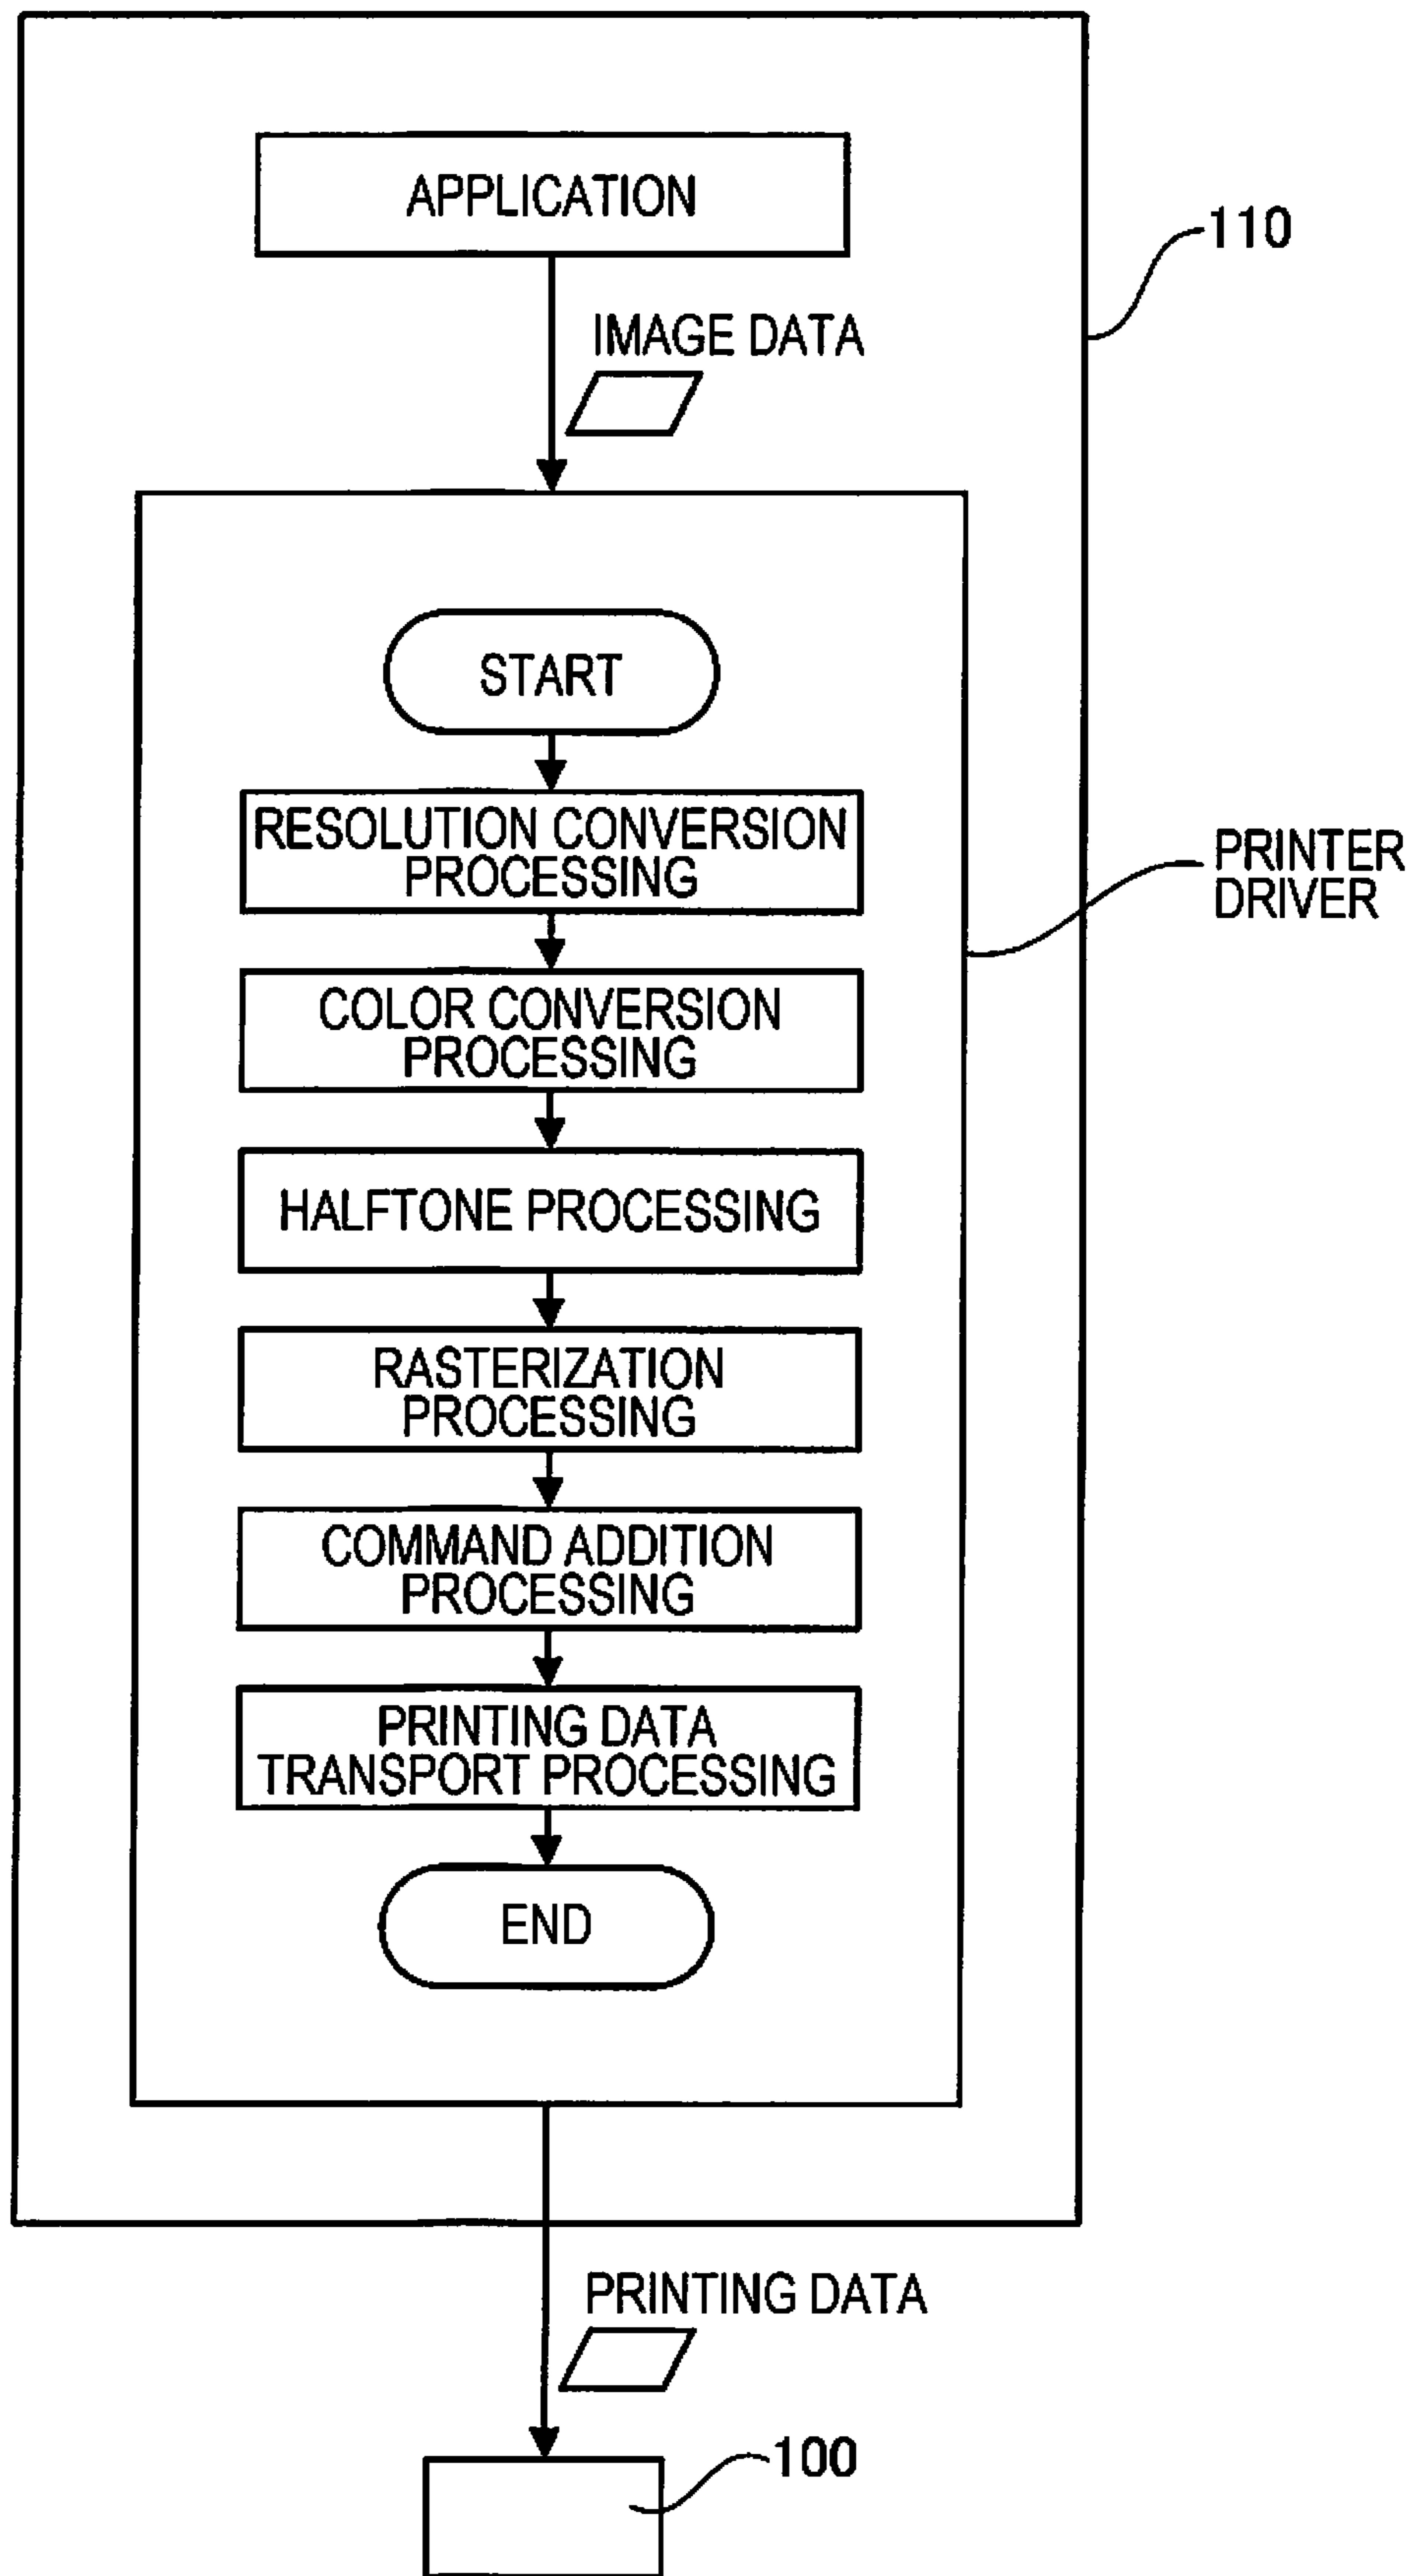 APPLICATION
110
IMAGE DATA
START
RESOLUTION CONVERSION
PROCESSING
PRINTER
DRIVER
COLOR CONVERSION
PROCESSING
HALFTONE PROCESSING
RASTERIZATION
PROCESSING
COMMAND ADDITION
PROCESSING
PRINTING DATA
TRANSPORT PROCESSING
END
PRINTING DATA
100